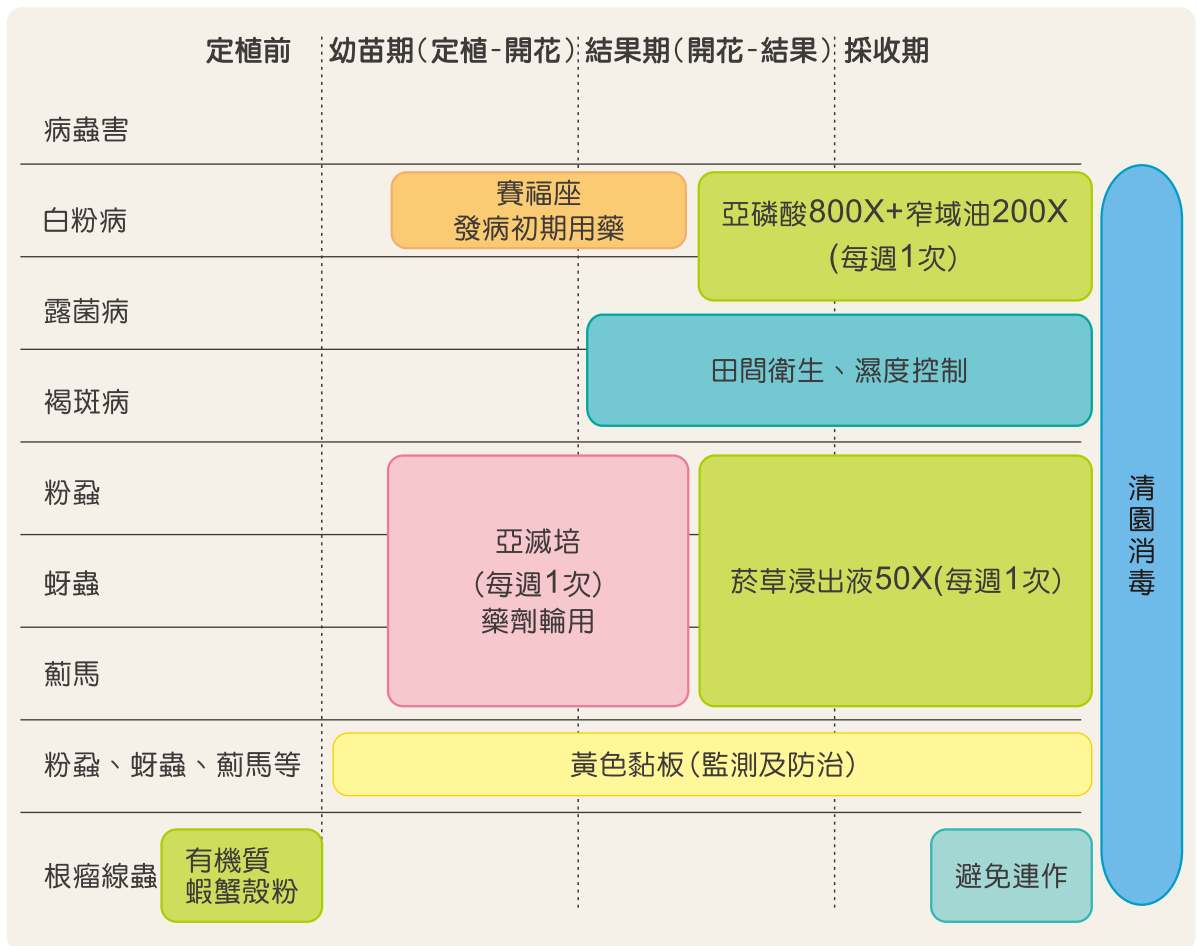 定植前
幼苗期(定植-開花)
結果期(開花-結果)
採收期
病蟲害
白粉病
賽福座
發病初期用藥
亞磷酸800X+窄域油200X
(每週1次)
露菌病
田間衛生、濕度控制
褐斑病
粉蝨
蚜蟲
薊馬
亞滅培
(每週1次)
藥劑輪用
菸草浸出液50X(每週1次)
粉蝨、蚜蟲、薊馬等
黃色黏板(監測及防治)
根瘤線蟲
有機質
蝦蟹殼粉
避免連作
清園消毒